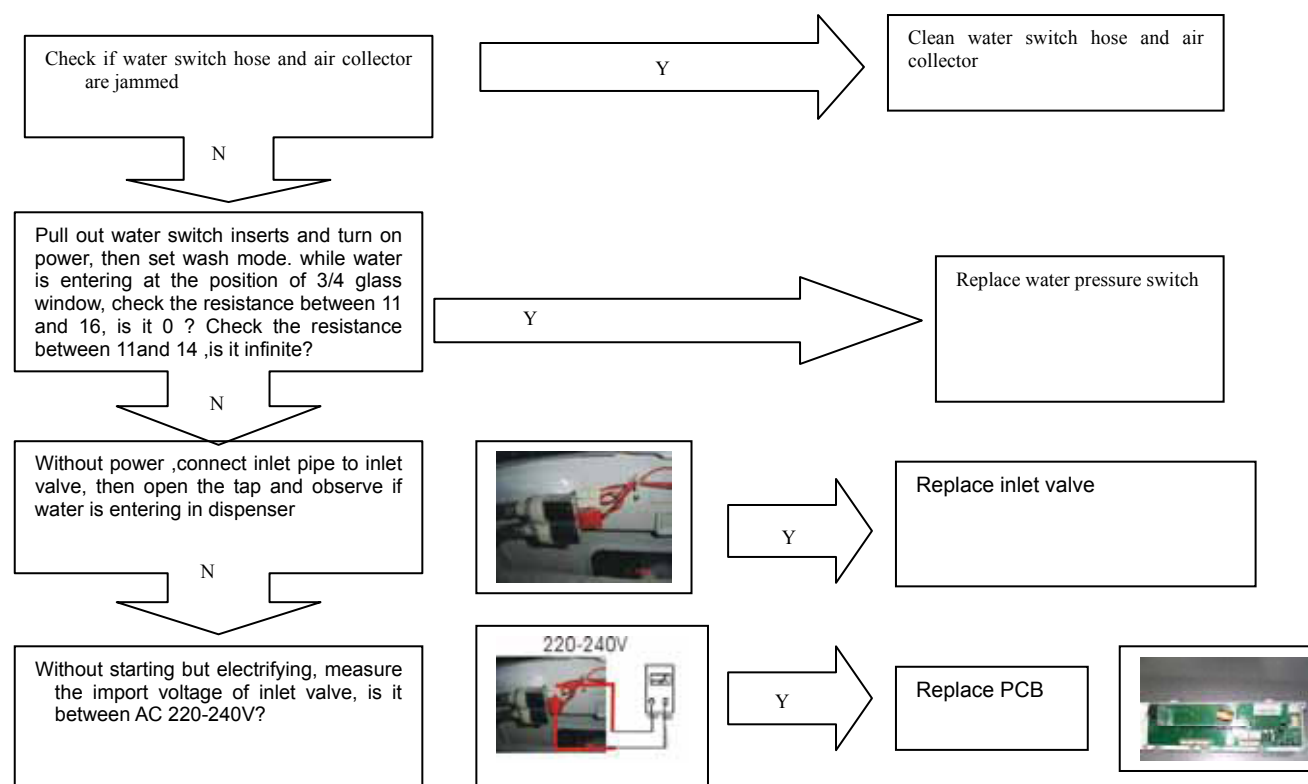 Check if water switch hose and air collector
are jammed
Y
Clean water switch hose and air
collector
N
Pull out water switch inserts and turn on
power, then set wash mode. while water
is entering at the position of 3/4 glass
window, check the resistance between 11
and 16, is it 0 ? Check the resistance
between 11and 14 ,is it infinite?
Y
Replace water pressure switch
N
Without power ,connect inlet pipe to inlet
valve, then open the tap and observe if
water is entering in dispenser
Y
Replace inlet valve
N
Without starting but electrifying, measure
the import voltage of inlet valve, is it
between AC 220-240V?
220-240V
Y
Replace PCB